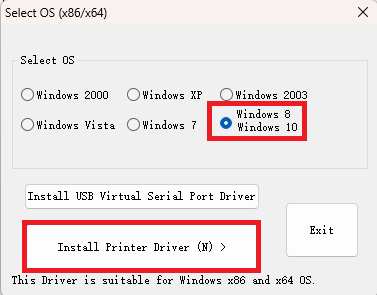 Select OS (x86/x64)
Select OS
Windows 2000 Windows XP Windows 2003
Windows Vista Windows 7 Windows 8
Windows 10
Install USB Virtual Serial Port Driver
Install Printer Driver (N) >
Exit
This Driver is suitable for Windows x86 and x64 OS.